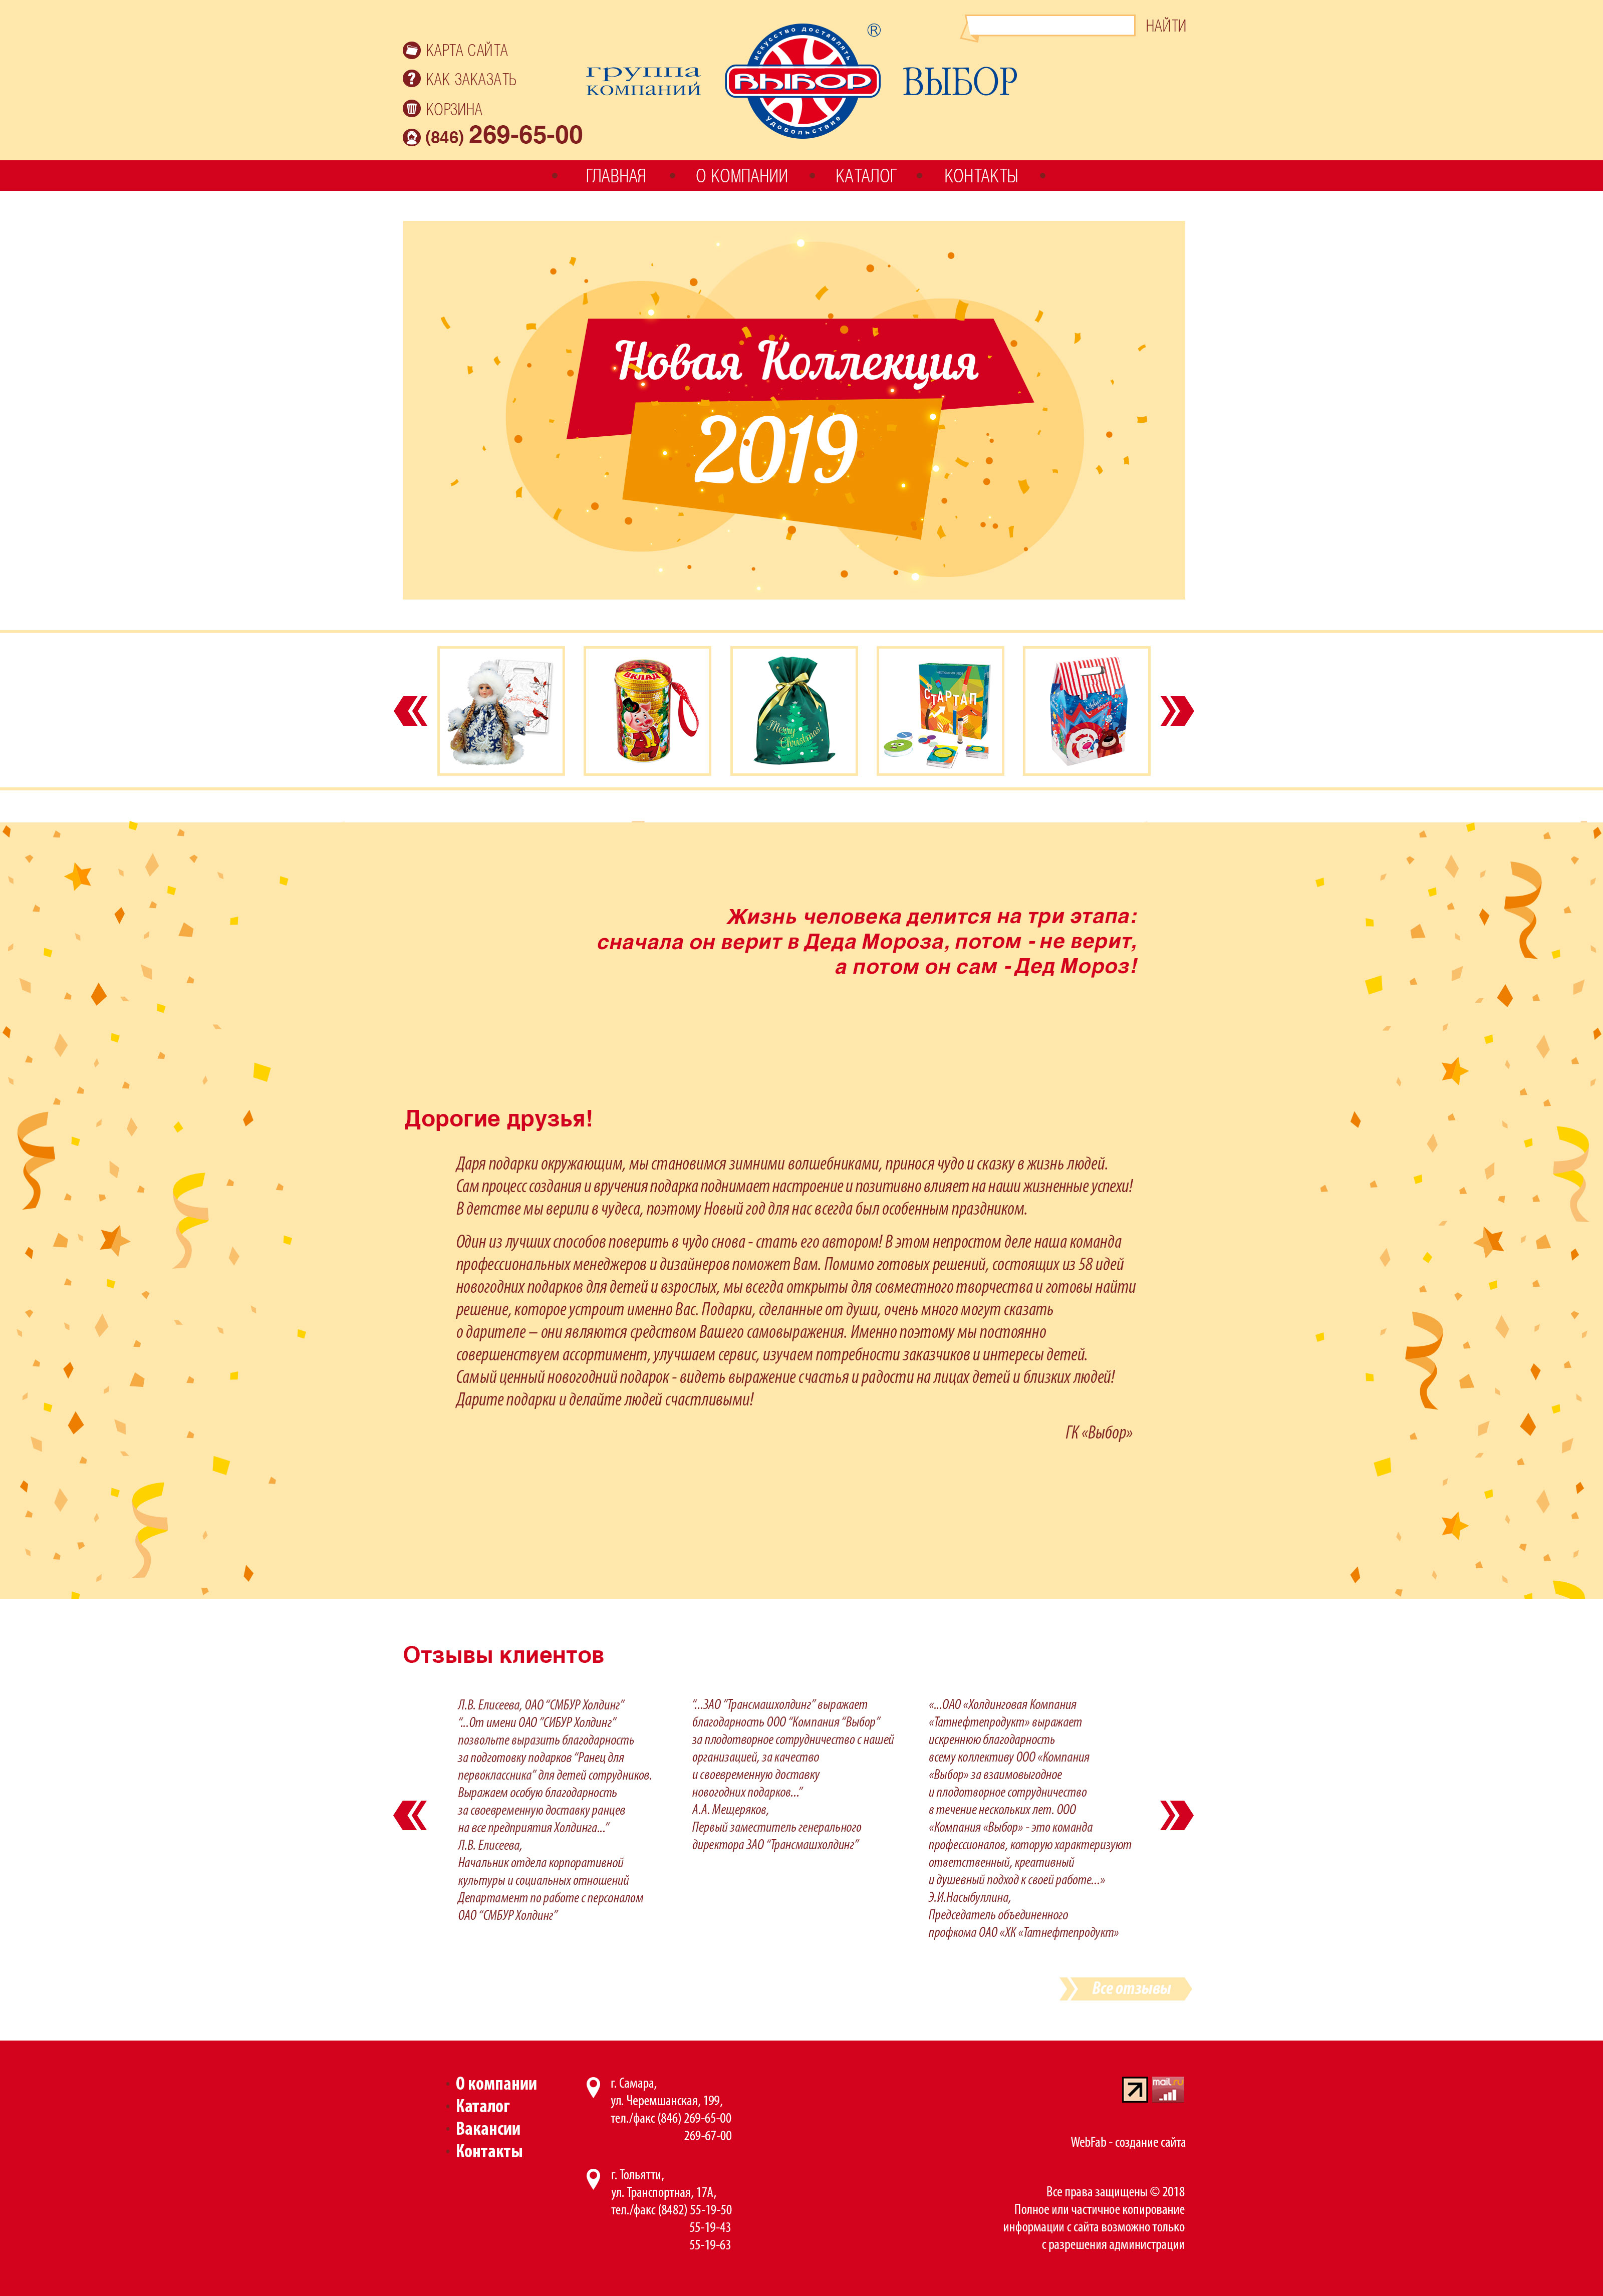 НАЙТИ
КАРТА САЙТА
КАК ЗАКАЗАТЬ
КОРЗИНА
(846) 269-65-00
группа
компаний
искусство доставлять
ВЫБОР
удовольствие
®
ВЫБОР
ГЛАВНАЯ
О КОМПАНИИ
КАТАЛОГ
КОНТАКТЫ
Новая Коллекция
2019
ВКЛАД
Merry
Christmas!
СТАРТАП
Жизнь человека делится на три этапа:
сначала он верит в Деда Мороза, потом - не верит,
а потом он сам - Дед Мороз!
Дорогие друзья!
Даря подарки окружающим, мы становимся зимними волшебниками, принося чудо и сказку в жизнь людей.
Сам процесс создания и вручения подарка поднимает настроение и позитивно влияет на наши жизненные успехи!
В детстве мы верили в чудеса, поэтому Новый год для нас всегда был особенным праздником.
Один из лучших способов поверить в чудо снова - стать его автором! В этом непростом деле наша команда
профессиональных менеджеров и дизайнеров поможет Вам. Помимо готовых решений, состоящих из 58 идей
новогодних подарков для детей и взрослых, мы всегда открыты для совместного творчества и готовы найти
решение, которое устроит именно Вас. Подарки, сделанные от души, очень много могут сказать
о дарителе – они являются средством Вашего самовыражения. Именно поэтому мы постоянно
совершенствуем ассортимент, улучшаем сервис, изучаем потребности заказчиков и интересы детей.
Самый ценный новогодний подарок - видеть выражение счастья и радости на лицах детей и близких людей!
Дарите подарки и делайте людей счастливыми!
ГК «Выбор»
Отзывы клиентов
Л.В. Елисеева, ОАО “СМБУР Холдинг”
“...От имени ОАО ”СИБУР Холдинг”
позвольте выразить благодарность
за подготовку подарков “Ранец для
первоклассника” для детей сотрудников.
Выражаем особую благодарность
за своевременную доставку ранцев
на все предприятия Холдинга...”
Л.В. Елисеева,
Начальник отдела корпоративной
культуры и социальных отношений
Департамент по работе с персоналом
ОАО “СМБУР Холдинг”
“...ЗАО ”Трансмашхолдинг” выражает
благодарность ООО “Компания “Выбор”
за плодотворное сотрудничество с нашей
организацией, за качество
и своевременную доставку
новогодних подарков...”
А.А. Мещеряков,
Первый заместитель генерального
директора ЗАО “Трансмашхолдинг”
«...ОАО «Холдинговая Компания
«Татнефтепродукт» выражает
искреннюю благодарность
всему коллективу ООО «Компания
«Выбор» за взаимовыгодное
и плодотворное сотрудничество
в течение нескольких лет. ООО
«Компания «Выбор» - это команда
профессионалов, которую характеризуют
ответственный, креативный
и душевный подход к своей работе...»
Э.И.Насыбуллина,
Председатель объединенного
профкома ОАО «ХК «Татнефтепродукт»
Все отзывы
О компании
Каталог
Вакансии
Контакты
г. Самара,
ул. Черемшанская, 199,
тел./факс (846) 269-65-00
269-67-00
г. Тольятти,
ул. Транспортная, 17А,
тел./факс (8482) 55-19-50
55-19-43
55-19-63
mail.ru
WebFab - создание сайта
Все права защищены © 2018
Полное или частичное копирование
информации с сайта возможно только
с разрешения администрации